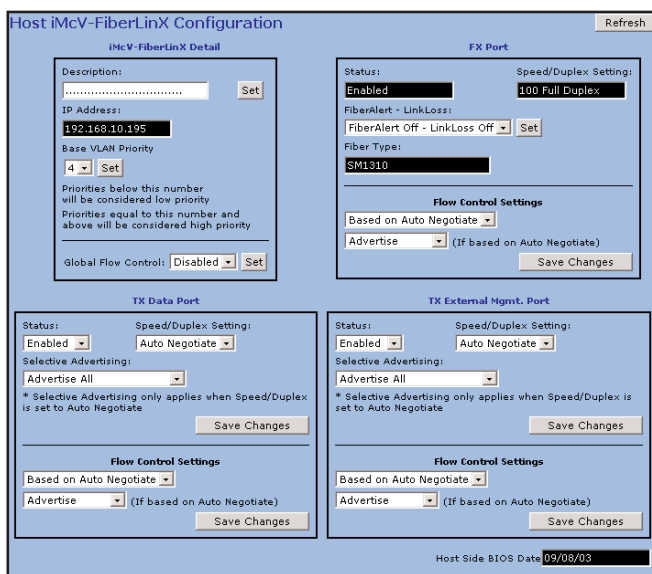 Host iMcV-FiberLinX Configuration
Refresh
iMcV-FiberLinX Detail
Description:
................................
Set
IP Address:
192.168.10.195
Base VLAN Priority
4
Set
Priorities below this number
will be considered low priority
Priorities equal to this number and
above will be considered high priority
Global Flow Control: Disabled Set
FX Port
Status: Speed/Duplex Setting:
Enabled 100 Full Duplex
FiberAlert - LinkLoss:
FiberAlert Off - LinkLoss Off Set
Fiber Type:
SM1310
Flow Control Settings
Based on Auto Negotiate
Advertise (If based on Auto Negotiate)
Save Changes
TX Data Port
Status: Speed/Duplex Setting:
Enabled Auto Negotiate
Selective Advertising:
Advertise All
* Selective Advertising only applies when Speed/Duplex
is set to Auto Negotiate
Save Changes
Flow Control Settings
Based on Auto Negotiate
Advertise (If based on Auto Negotiate)
Save Changes
TX External Mgmt. Port
Status: Speed/Duplex Setting:
Enabled Auto Negotiate
Selective Advertising:
Advertise All
* Selective Advertising only applies when Speed/Duplex is
set to Auto Negotiate
Save Changes
Flow Control Settings
Based on Auto Negotiate
Advertise (If based on Auto Negotiate)
Save Changes
Host Side BIOS Date 09/08/03